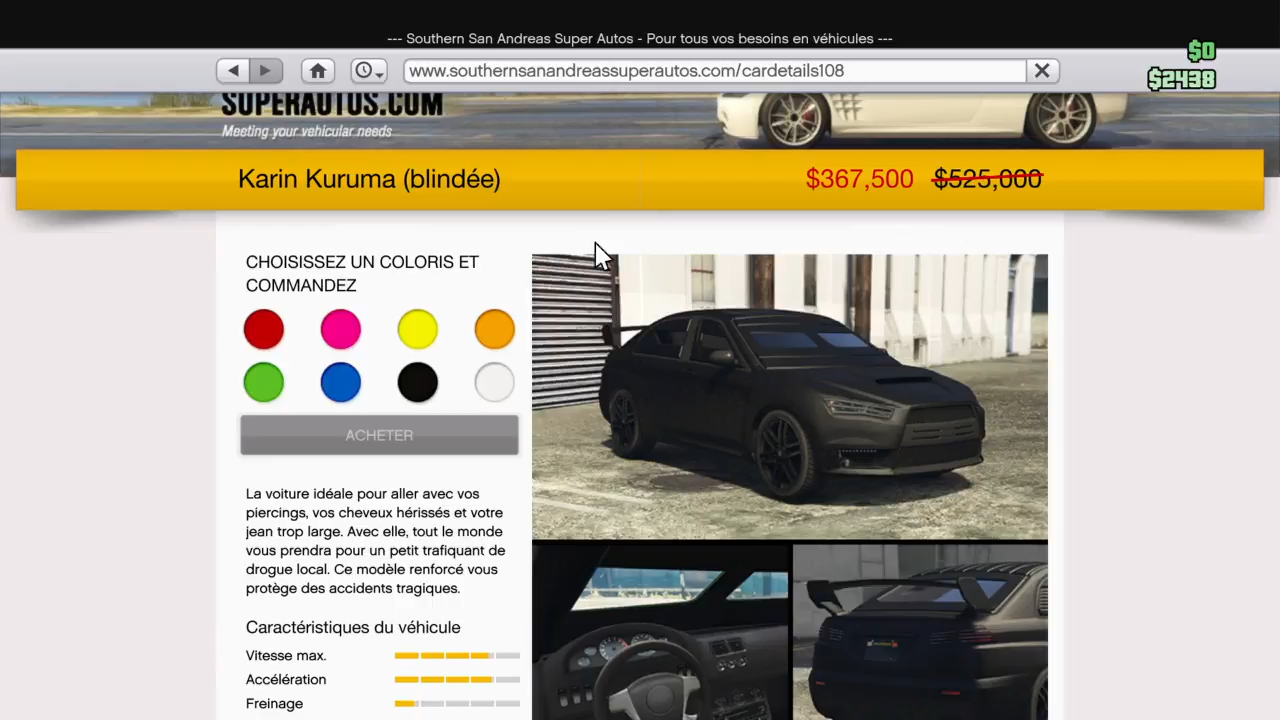 --- Southern San Andreas Super Autos - Pour tous vos besoins en véhicules ---
$0
www.southernsanandreassuperautos.com/cardetails108
$2438
SUPERAUTOS.COM
Meeting your vehicular needs
Karin Kuruma (blindée)
$367,500 $525,000
CHOISISSEZ UN COLORIS ET
COMMANDEZ
ACHETER
La voiture idéale pour aller avec vos
piercings, vos cheveux hérissés et votre
jean trop large. Avec elle, tout le monde
vous prendra pour un petit trafiquant de
drogue local. Ce modèle renforcé vous
protège des accidents tragiques.
Caractéristiques du véhicule
Vitesse max.
Accélération
Freinage